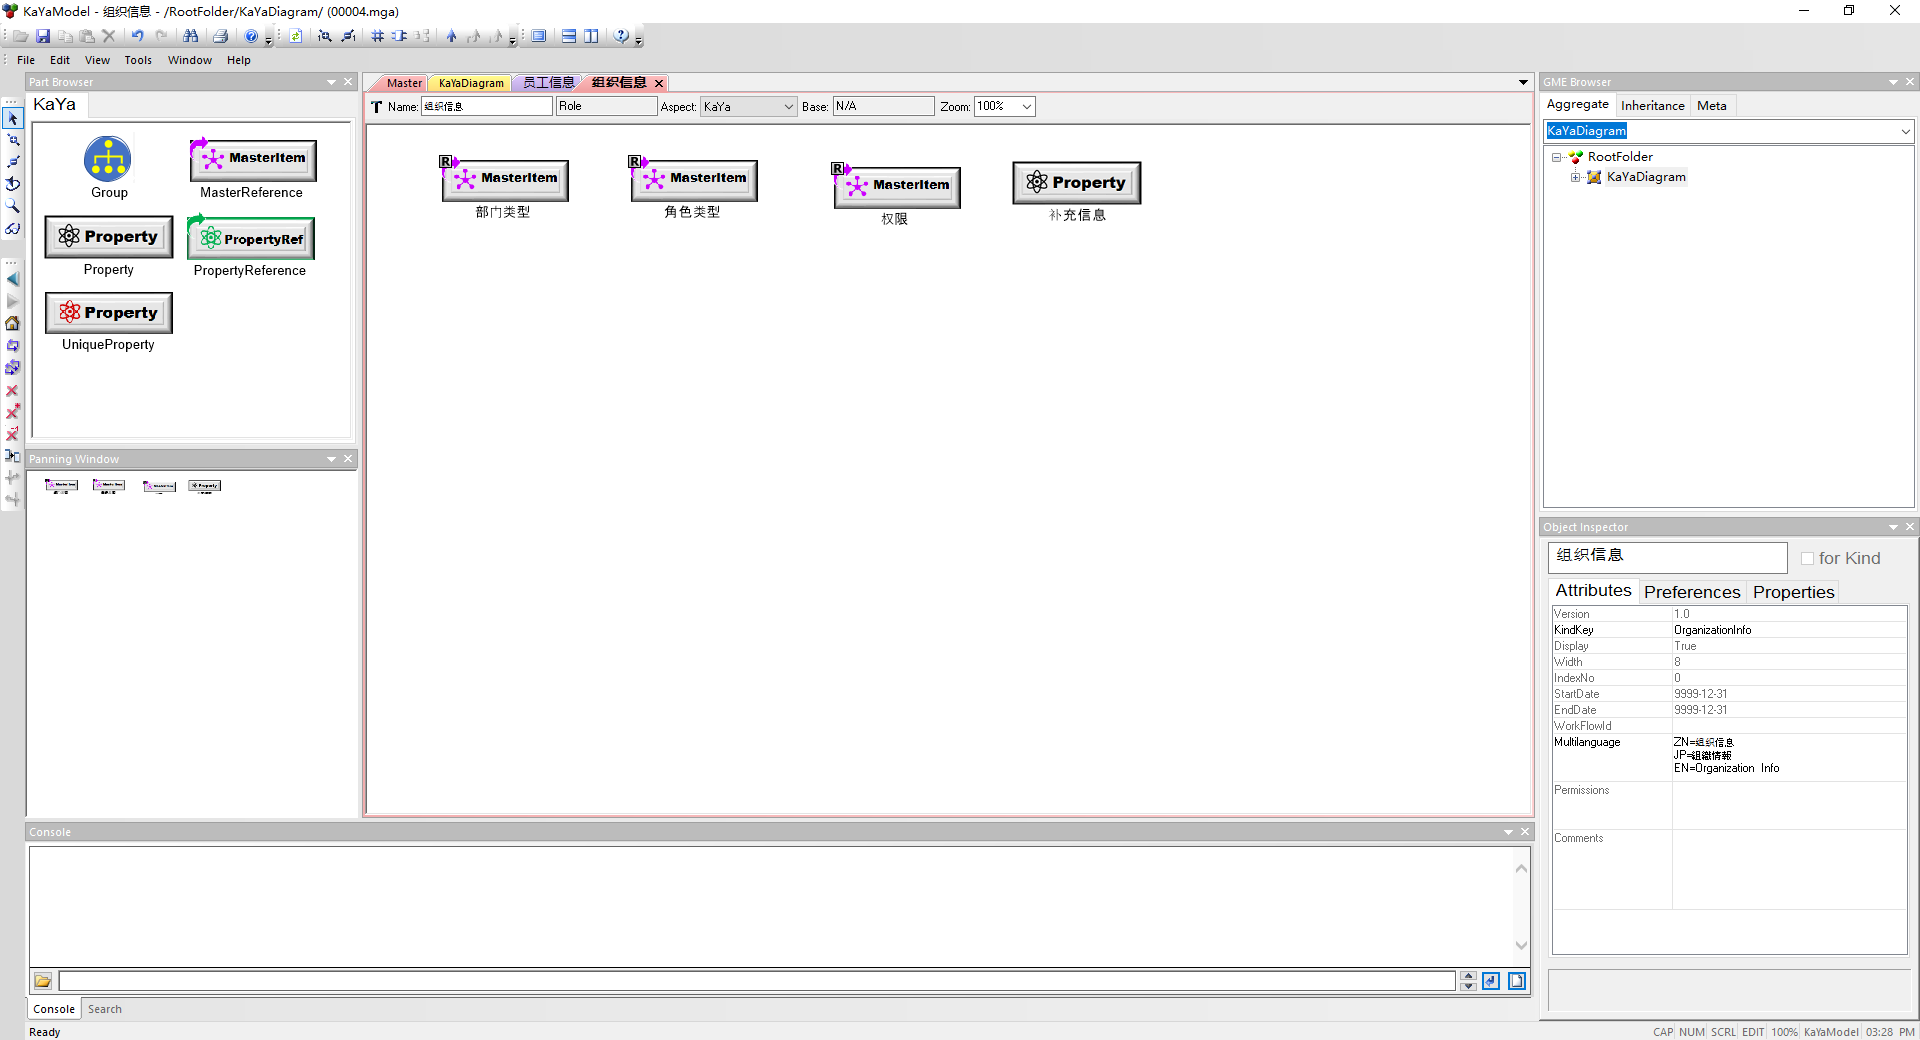 KaYaModel - 组织信息 - /RootFolder/KaYaDiagram/ (00004.mga)
File Edit View Tools Window Help
Part Browser
KaYa
Group
MasterItem
MasterReference
Property
Property
PropertyRef
PropertyReference
Property
UniqueProperty
Panning Window
Master KaYaDiagram 员工信息 组织信息
Name: 组织信息 Role Aspect: KaYa Base: N/A Zoom: 100%
R MasterItem
部门类型
R MasterItem
角色类型
R MasterItem
权限
Property
补充信息
GME Browser
Aggregate Inheritance Meta
KaYaDiagram
RootFolder
KaYaDiagram
Object Inspector
组织信息 for Kind
Attributes Preferences Properties
Version 1.0
KindKey OrganizationInfo
Display True
Width 8
IndexNo 0
StartDate 9999-12-31
EndDate 9999-12-31
WorkFlowId
Multilanguage ZN=组织信息
JP=組織情報
EN=Organization Info
Permissions
Comments
Console
Console Search
Ready
CAP NUM SCRL EDIT 100% KaYaModel 03:28 PM